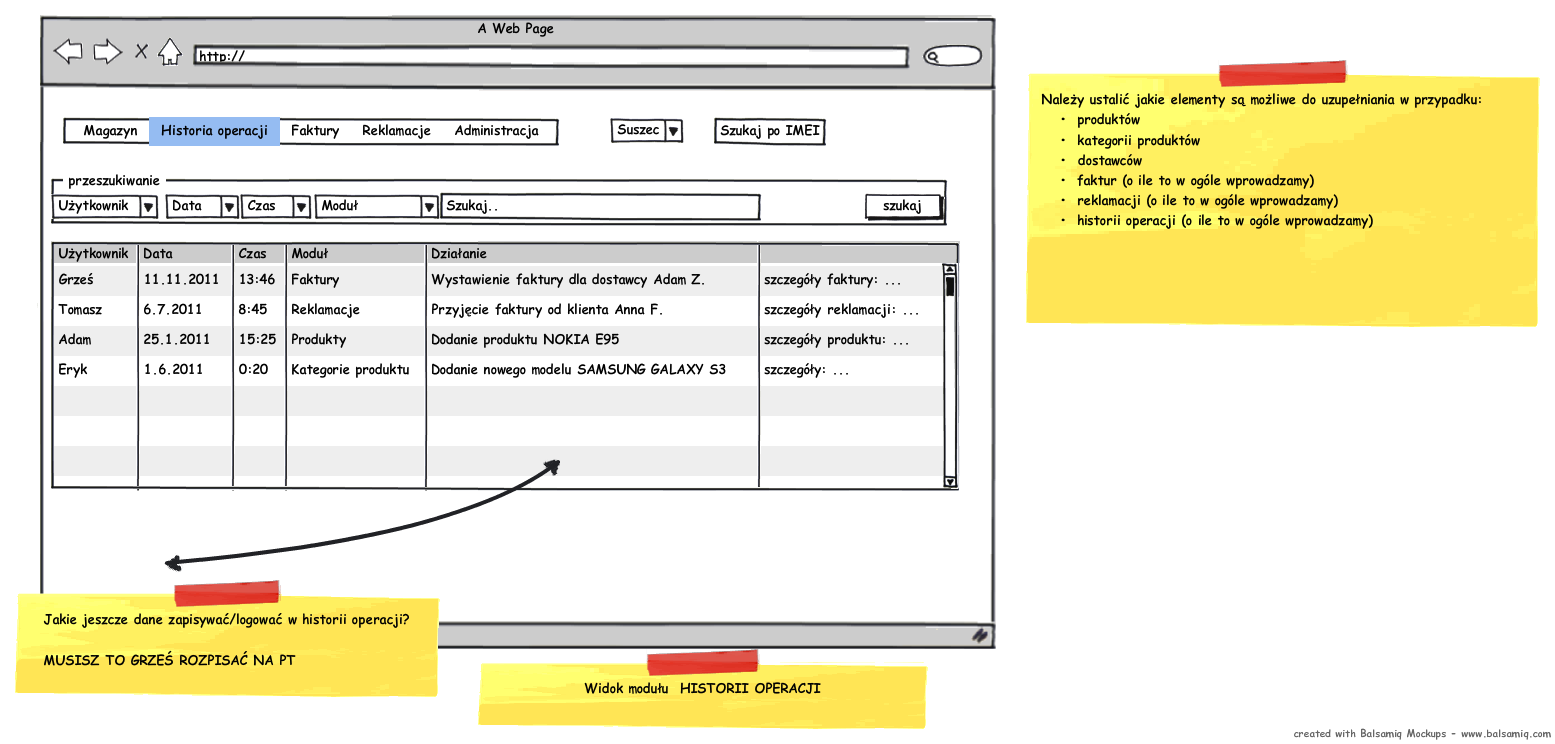 A Web Page
http://
Magazyn Historia operacji Faktury Reklamacje Administracja Suszec Szukaj po IMEI
przeszukiwanie
Użytkownik Data Czas Moduł Szukaj.. szukaj
Użytkownik Data Czas Moduł Działanie
Grześ 11.11.2011 13:46 Faktury Wystawienie faktury dla dostawcy Adam Z. szczegóły faktury: ...
Tomasz 6.7.2011 8:45 Reklamacje Przyjęcie faktury od klienta Anna F. szczegóły reklamacji: ...
Adam 25.1.2011 15:25 Produkty Dodanie produktu NOKIA E95 szczegóły produktu: ...
Eryk 1.6.2011 0:20 Kategorie produktu Dodanie nowego modelu SAMSUNG GALAXY S3 szczegóły: ...
Należy ustalić jakie elementy są możliwe do uzupełniania w przypadku:
• produktów
• kategorii produktów
• dostawców
• faktur (o ile to w ogóle wprowadzamy)
• reklamacji (o ile to w ogóle wprowadzamy)
• historii operacji (o ile to w ogóle wprowadzamy)
Jakie jeszcze dane zapisywać/logować w historii operacji?
MUSISZ TO GRZEŚ ROZPISAĆ NA PT
Widok modułu HISTORII OPERACJI
created with Balsamiq Mockups - www.balsamiq.com